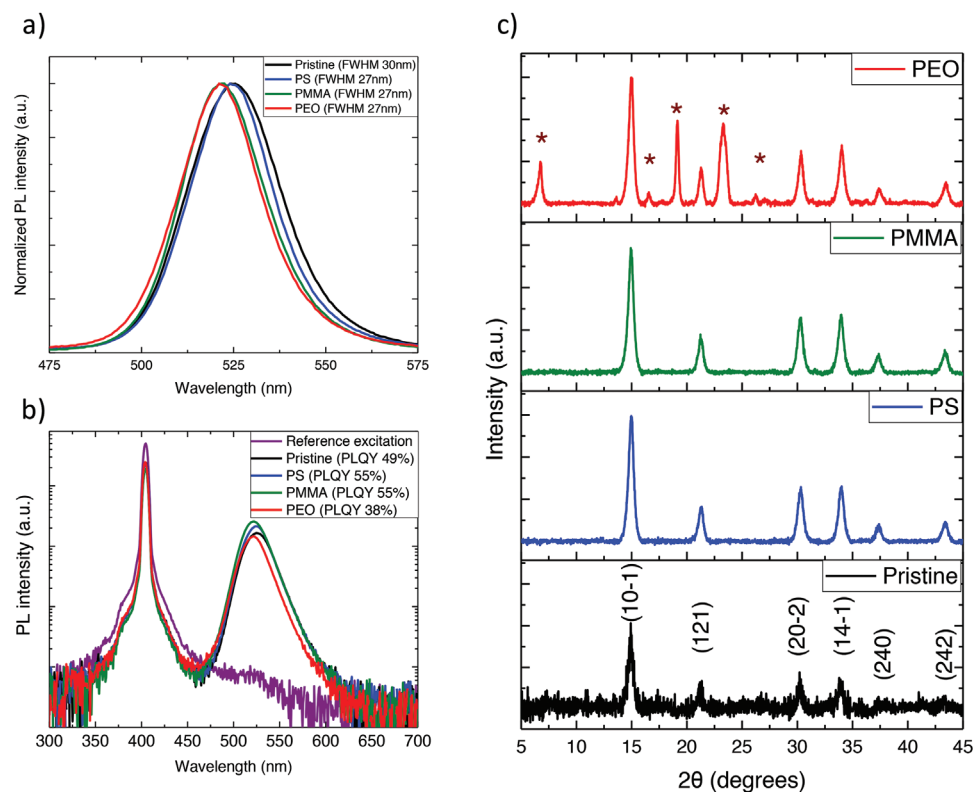 a)
Pristine (FWHM 30nm)
PS (FWHM 27nm)
PMMA (FWHM 27nm)
PEO (FWHM 27nm)
Normalized PL intensity (a.u.)
475 500 525 550 575
Wavelength (nm)
b)
Reference excitation
Pristine (PLQY 49%)
PS (PLQY 55%)
PMMA (PLQY 55%)
PEO (PLQY 38%)
PL intensity (a.u.)
300 350 400 450 500 550 600 650 700
Wavelength (nm)
c)
PEO
* * * * *
PMMA
PS
Pristine
(10-1)
(121)
(20-2)
(14-1)
(240)
(242)
Intensity (a.u.)
5 10 15 20 25 30 35 40 45
2θ (degrees)